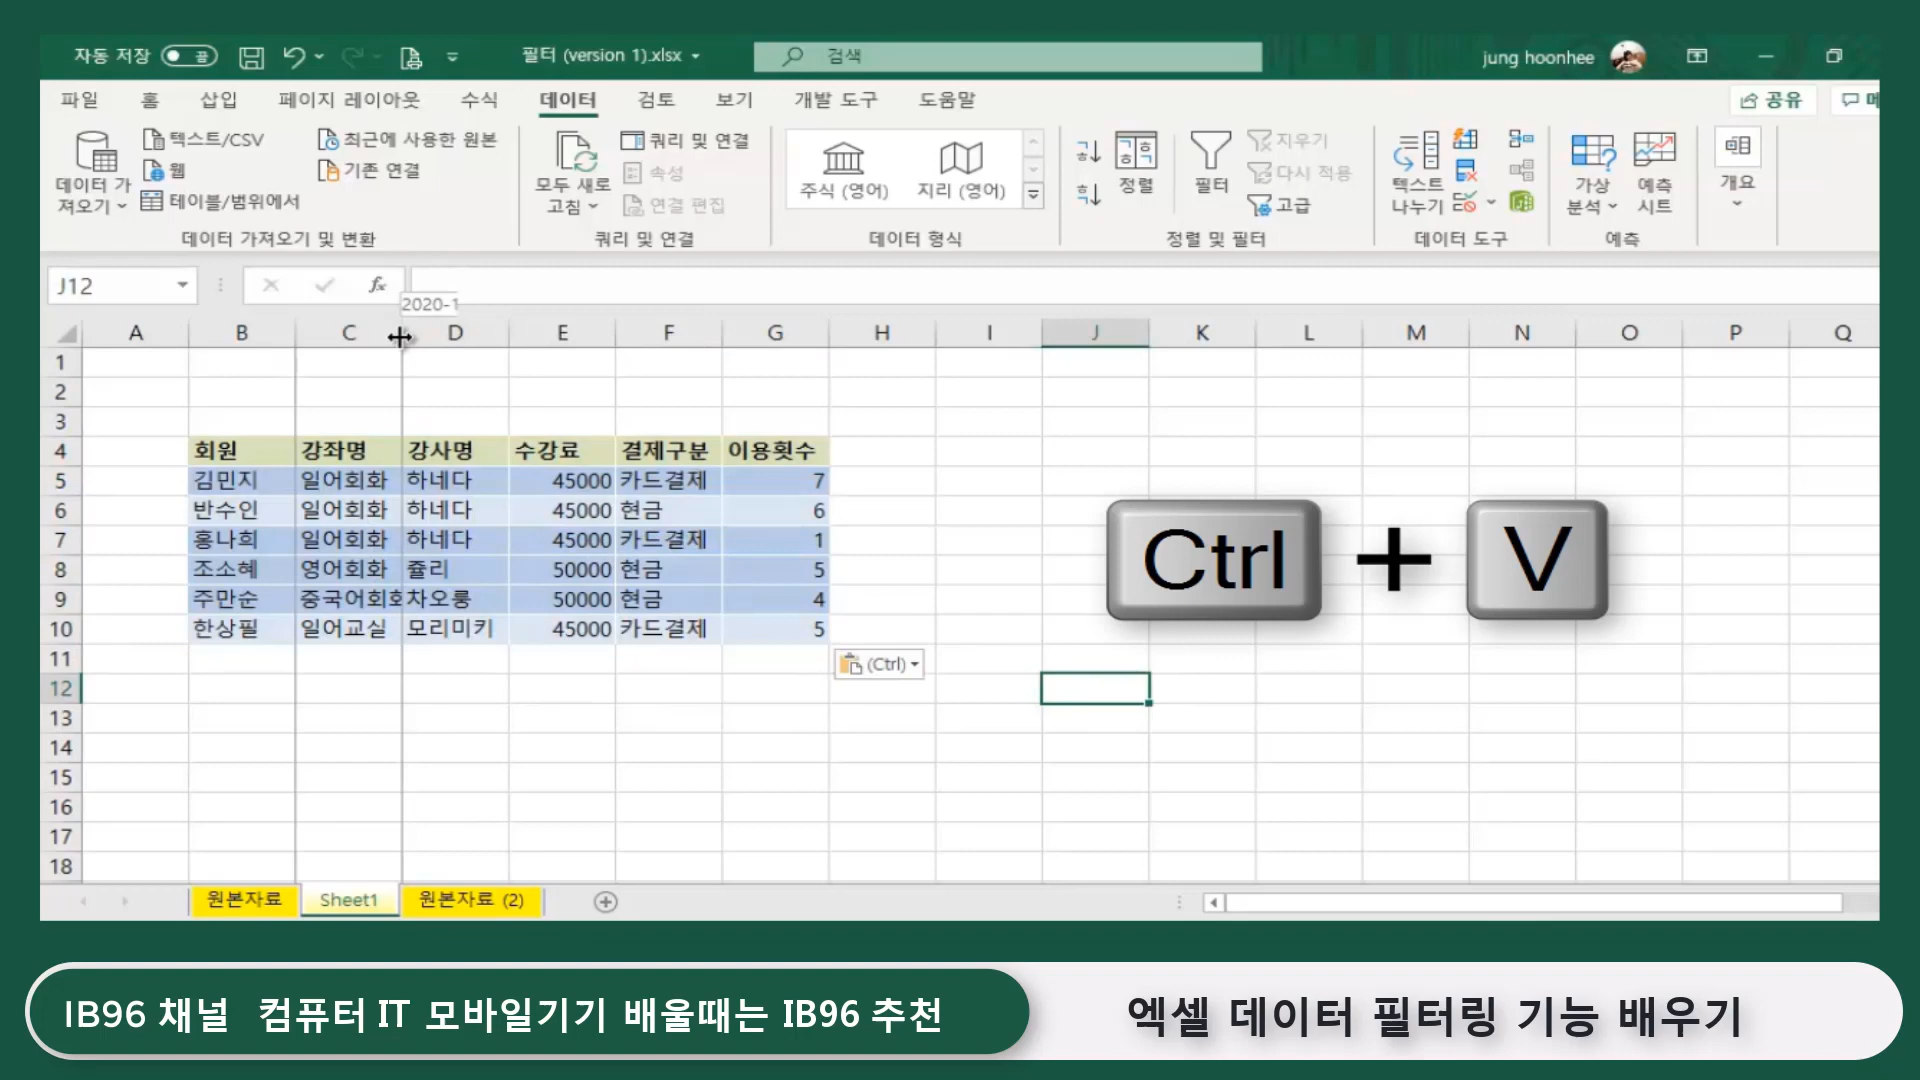 자동 저장 끔 필터 (version 1).xlsx 검색 jung hoonhee
파일 홈 삽입 페이지 레이아웃 수식 데이터 검토 보기 개발 도구 도움말 공유
데이터 가
져오기
텍스트/CSV
웹
테이블/범위에서
최근에 사용한 원본
기존 연결
데이터 가져오기 및 변환
모두 새로
고침
쿼리 및 연결
속성
연결 편집
쿼리 및 연결
주식 (영어) 지리 (영어)
데이터 형식
정렬
필터
지우기
다시 적용
고급
정렬 및 필터
텍스트
나누기
데이터 도구
가상
분석
예측
시트
예측
개요
J12 fx
2020-1
A B C D E F G H I J K L M N O P Q
1
2
3
4 회원 강좌명 강사명 수강료 결제구분 이용횟수
5 김민지 일어회화 하네다 45000 카드결제 7
6 반수인 일어회화 하네다 45000 현금 6
7 홍나희 일어회화 하네다 45000 카드결제 1
8 조소혜 영어회화 쥴리 50000 현금 5
9 주만순 중국어회화 차오룽 50000 현금 4
10 한상필 일어교실 모리미키 45000 카드결제 5
11 (Ctrl)
12
13
14
15
16
17
18
Ctrl + V
원본자료 Sheet1 원본자료 (2)
IB96 채널 컴퓨터 IT 모바일기기 배울때는 IB96 추천
엑셀 데이터 필터링 기능 배우기